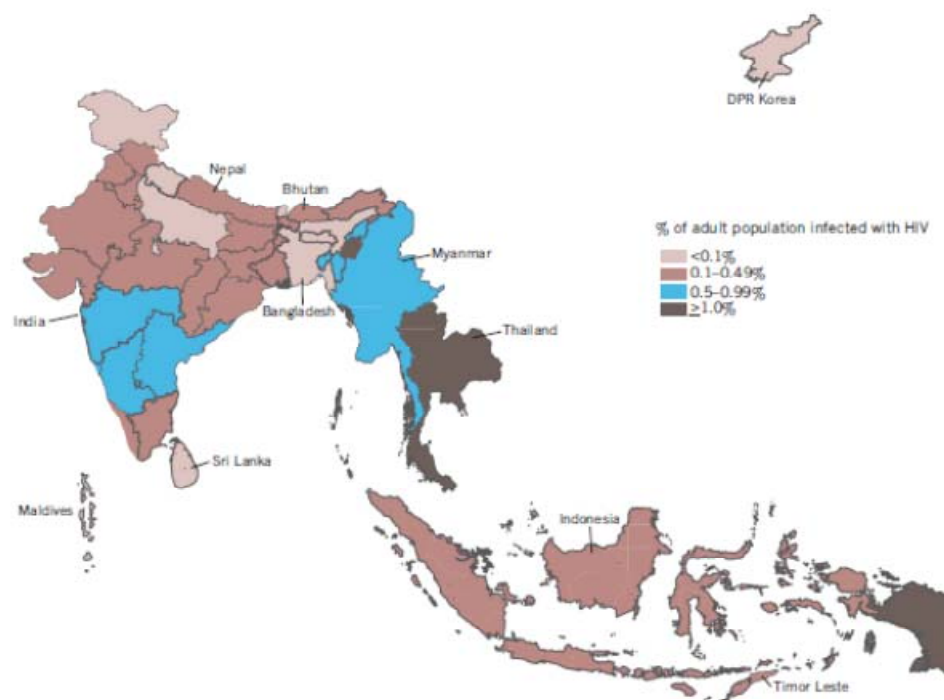 DPR Korea
Nepal
Bhutan
% of adult population infected with HIV
<0.1%
0.1–0.49%
0.5–0.99%
≥1.0%
Myanmar
India
Bangladesh
Thailand
Sri Lanka
Maldives
Indonesia
Timor Leste